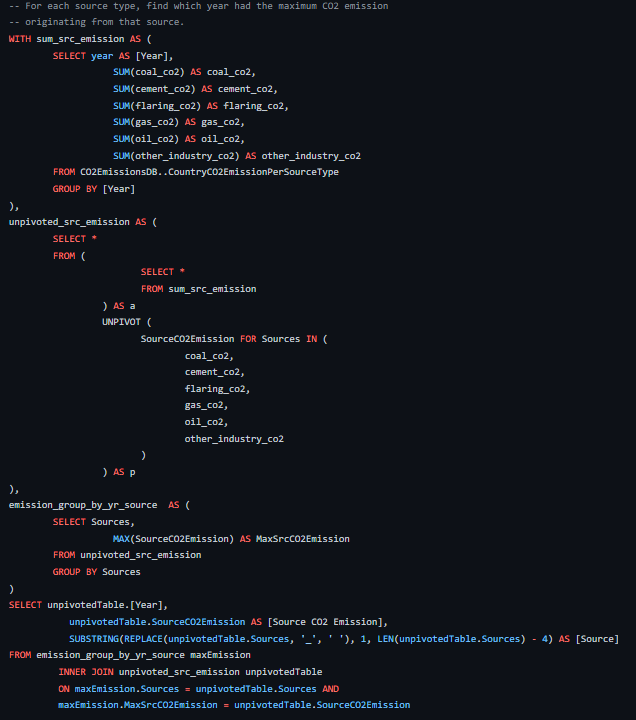 -- For each source type, find which year had the maximum CO2 emission
-- originating from that source.
WITH sum_src_emission AS (
SELECT year AS [Year],
SUM(coal_co2) AS coal_co2,
SUM(cement_co2) AS cement_co2,
SUM(flaring_co2) AS flaring_co2,
SUM(gas_co2) AS gas_co2,
SUM(oil_co2) AS oil_co2,
SUM(other_industry_co2) AS other_industry_co2
FROM CO2EmissionsDB..CountryCO2EmissionPerSourceType
GROUP BY [Year]
),
unpivoted_src_emission AS (
SELECT *
FROM (
SELECT *
FROM sum_src_emission
) AS a
UNPIVOT (
SourceCO2Emission FOR Sources IN (
coal_co2,
cement_co2,
flaring_co2,
gas_co2,
oil_co2,
other_industry_co2
)
) AS p
),
emission_group_by_yr_source  AS (
SELECT Sources,
MAX(SourceCO2Emission) AS MaxSrcCO2Emission
FROM unpivoted_src_emission
GROUP BY Sources
)
SELECT unpivotedTable.[Year],
unpivotedTable.SourceCO2Emission AS [Source CO2 Emission],
SUBSTRING(REPLACE(unpivotedTable.Sources, '_', ' '), 1, LEN(unpivotedTable.Sources) - 4) AS [Source]
FROM emission_group_by_yr_source maxEmission
INNER JOIN unpivoted_src_emission unpivotedTable
ON maxEmission.Sources = unpivotedTable.Sources AND
maxEmission.MaxSrcCO2Emission = unpivotedTable.SourceCO2Emission